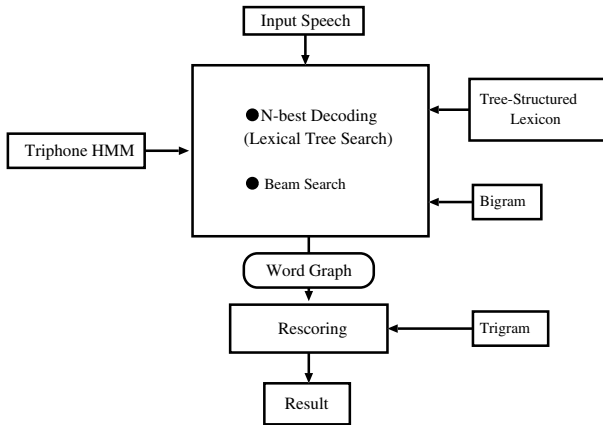 Input Speech
●N-best Decoding
(Lexical Tree Search)
● Beam Search
Tree-Structured
Lexicon
Triphone HMM
Bigram
Word Graph
Rescoring
Trigram
Result